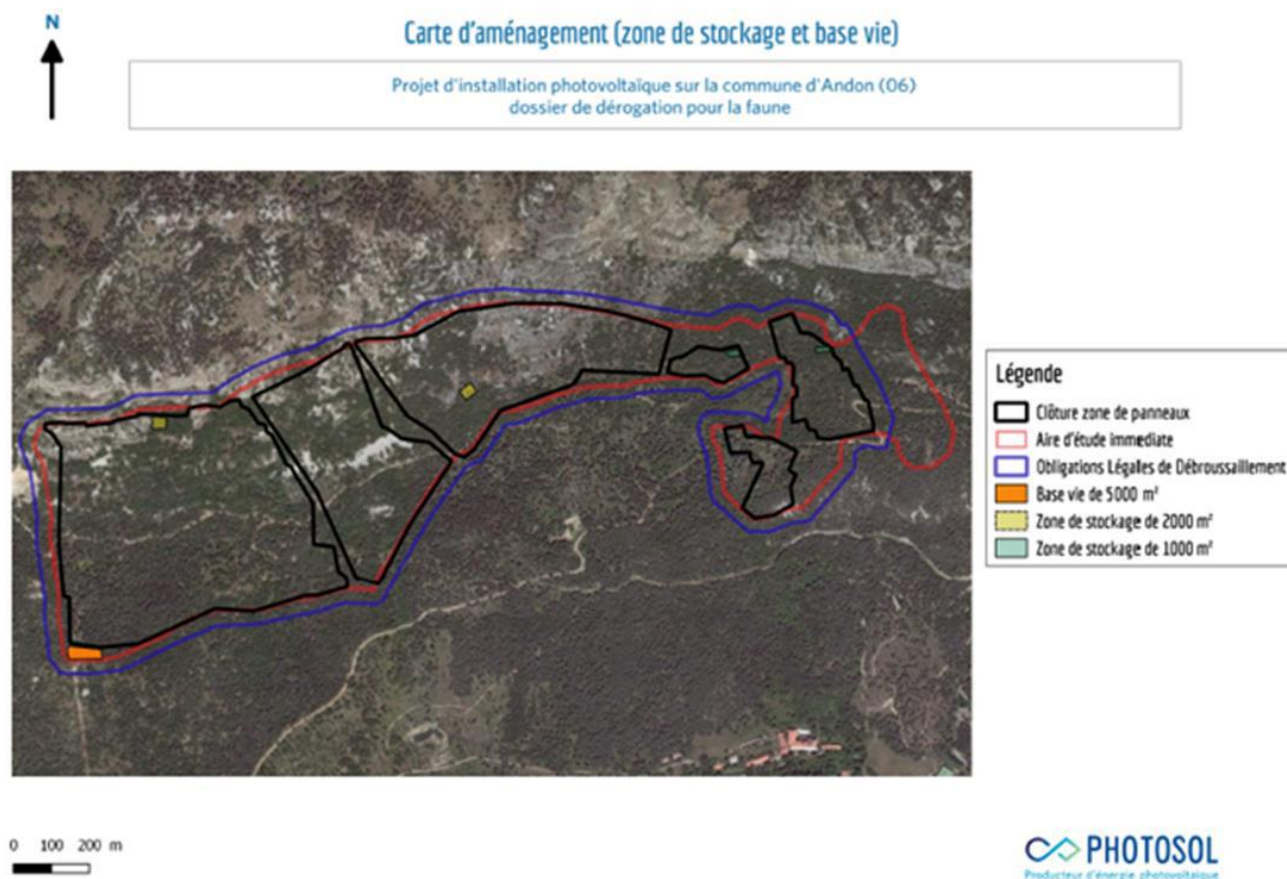 N
Carte d'aménagement (zone de stockage et base vie)
Projet d'installation photovoltaïque sur la commune d'Andon (06)
dossier de dérogation pour la faune
Légende
Clôture zone de panneaux
Aire d'étude immediate
Obligations Légales de Débroussaillement
Base vie de 5000 m²
Zone de stockage de 2000 m²
Zone de stockage de 1000 m²
0 100 200 m
PHOTOSOL
Producteur d'énergie photovoltaïque